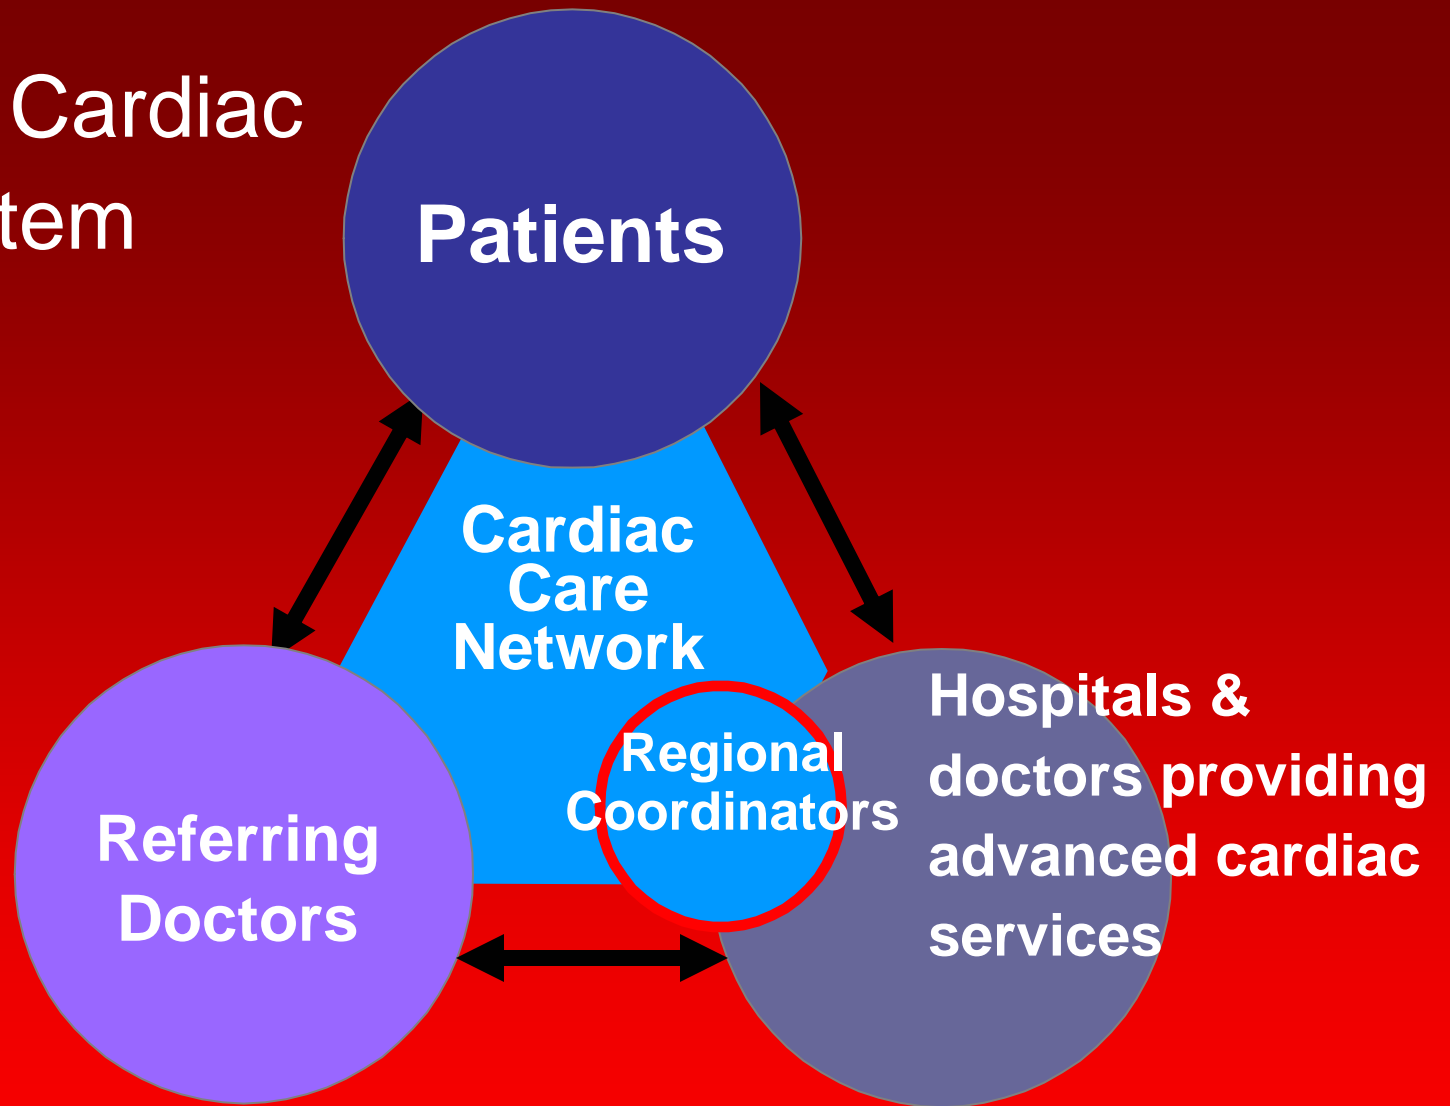 Cardiac
tem
Patients
Cardiac
Care
Network
Regional
Coordinators
Hospitals &
doctors providing
advanced cardiac
services
Referring
Doctors